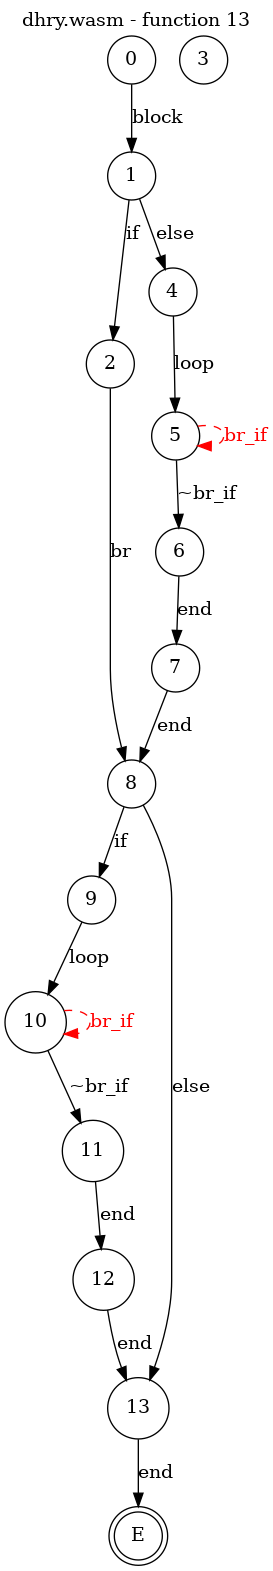 dhry.wasm - function 13
0
3
block
1
if
else
4
2
loop
5
br_if
~br_if
br
6
end
7
end
8
if
9
loop
10
br_if
else
~br_if
11
end
12
end
13
end
E